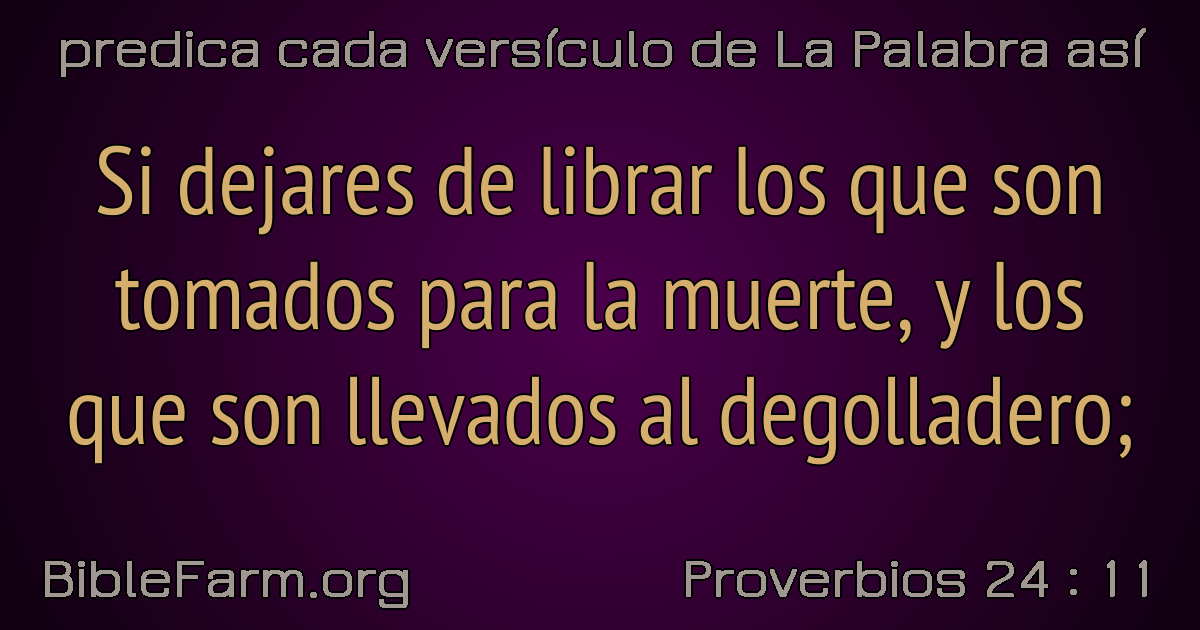 predica cada versículo de La Palabra así
Si dejares de librar los que son
tomados para la muerte, y los
que son llevados al degolladero;
BibleFarm.org
Proverbios 24 : 11